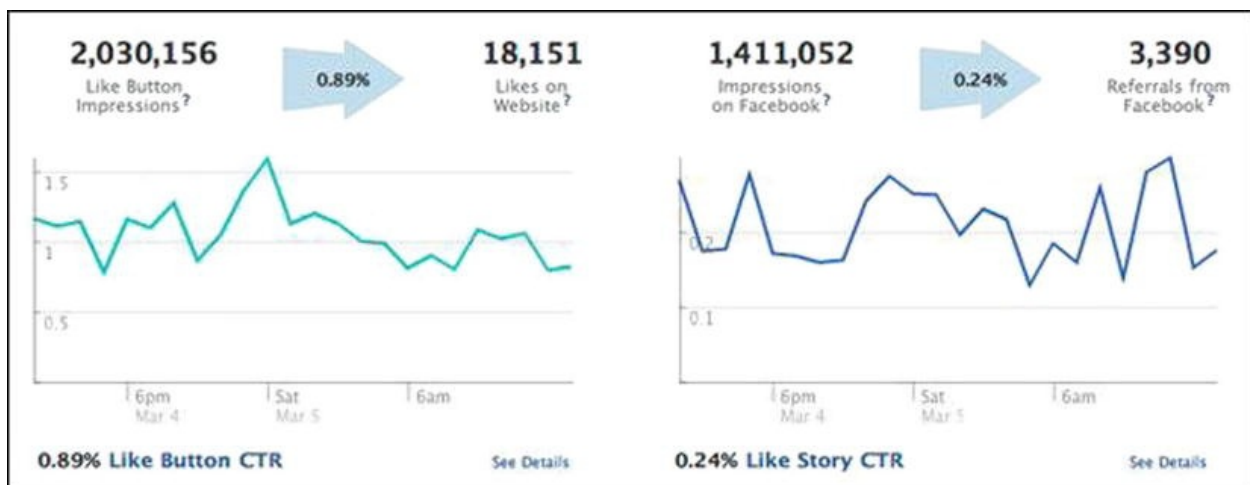 2,030,156
Like Button
Impressions?
0.89%
18,151
Likes on
Website?
1,411,052
Impressions
on Facebook?
0.24%
3,390
Referrals from
Facebook?
1.5
1
0.5
6pm
Mar 4
Sat
Mar 5
6am
0.2
0.1
6pm
Mar 4
Sat
Mar 5
6am
0.89% Like Button CTR
See Details
0.24% Like Story CTR
See Details